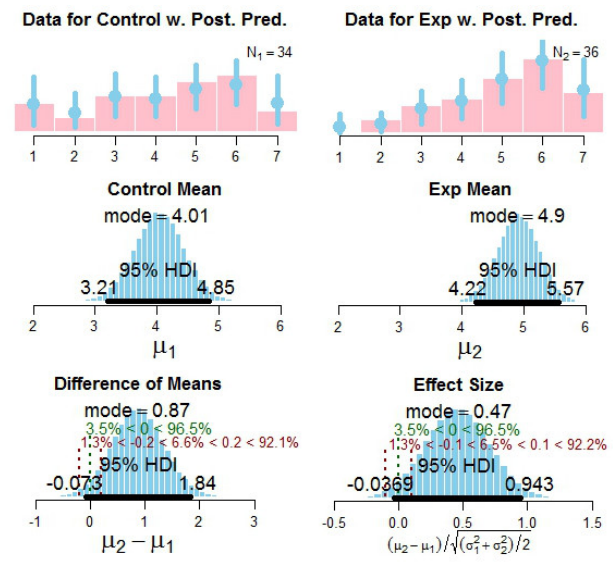 Data for Control w. Post. Pred.
N1 = 34
1 2 3 4 5 6 7
Data for Exp w. Post. Pred.
N2 = 36
1 2 3 4 5 6 7
Control Mean
mode = 4.01
95% HDI
3.21 4.85
2 3 4 5 6
μ1
Exp Mean
mode = 4.9
95% HDI
4.22 5.57
2 3 4 5 6
μ2
Difference of Means
mode = 0.87
3.5% < 0 < 96.5%
1.3% < -0.2 < 6.6% < 0.2 < 92.1%
95% HDI
-0.073 1.84
-1 0 1 2 3
μ2 − μ1
Effect Size
mode = 0.47
3.5% < 0 < 96.5%
1.3% < -0.1 < 6.5% < 0.1 < 92.2%
95% HDI
-0.0369 0.943
-0.5 0.0 0.5 1.0 1.5
(μ2 − μ1)/√(σ1² + σ2²)/2